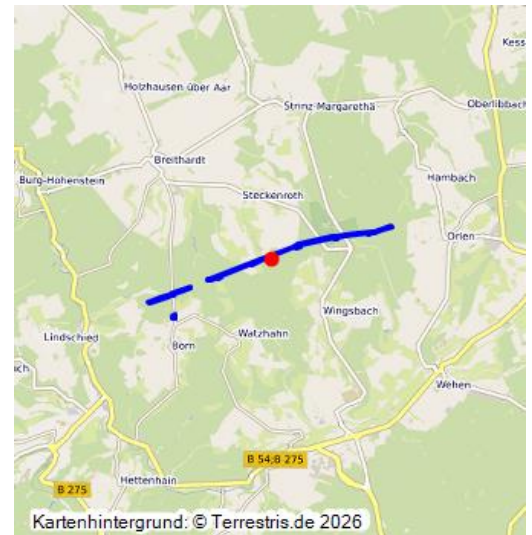 Kess
Holzhausen über Aar
Strinz-Margarethä
Oberlibbach
Breithardt
Burg-Hohenstein
Hambach
Steckenroth
Orlen
Wingsbach
Lindschied
Watzhahn
Born
ach
Wehen
B 54;B 275
Hettenhain
B 275
Kartenhintergrund: © Terrestris.de 2026